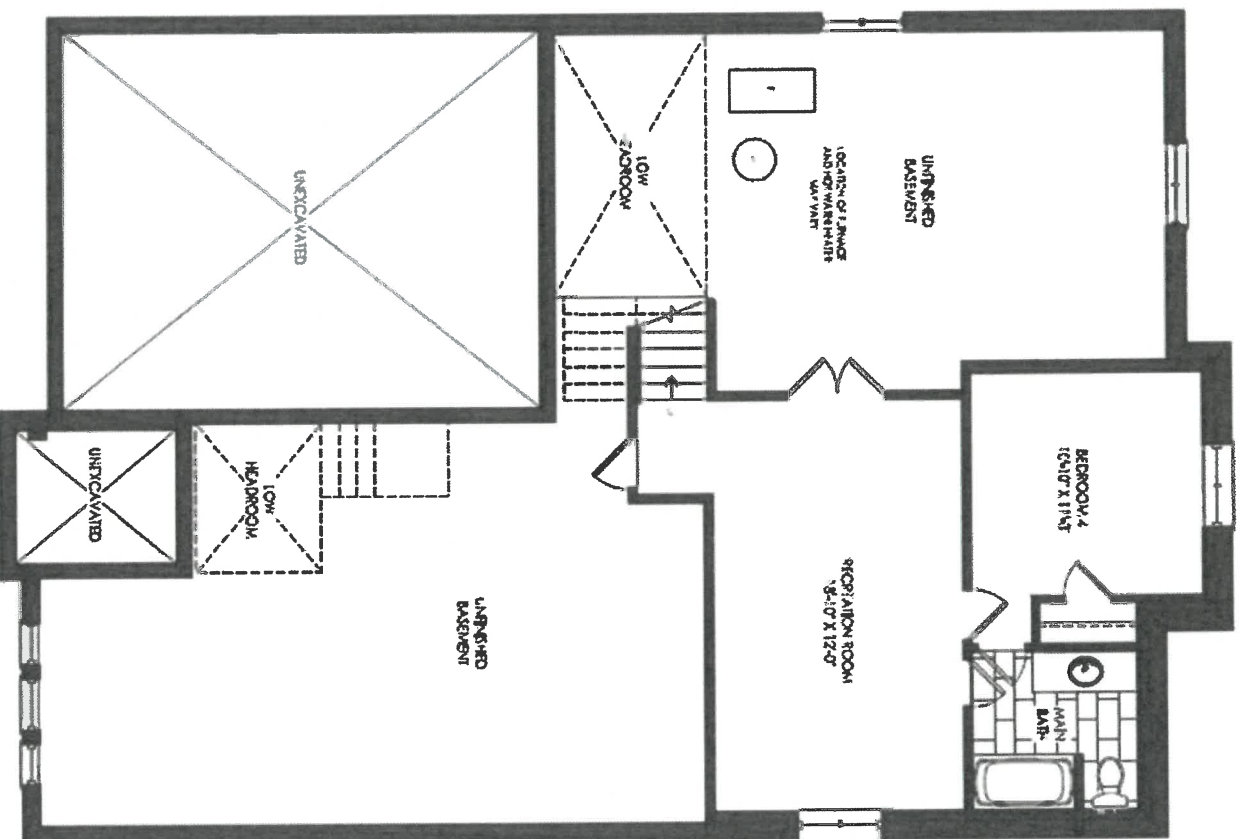 UNEXCAVATED
LOW
UNFINISHED
BASEMENT
LOCATION OF FURNACE
AND HOT WATER HEATER
MAY VARY
UNEXCAVATED
LOW
HEADROOM
UNFINISHED
BASEMENT
RECREATION ROOM
BEDROOM 4
MAIN
BATH